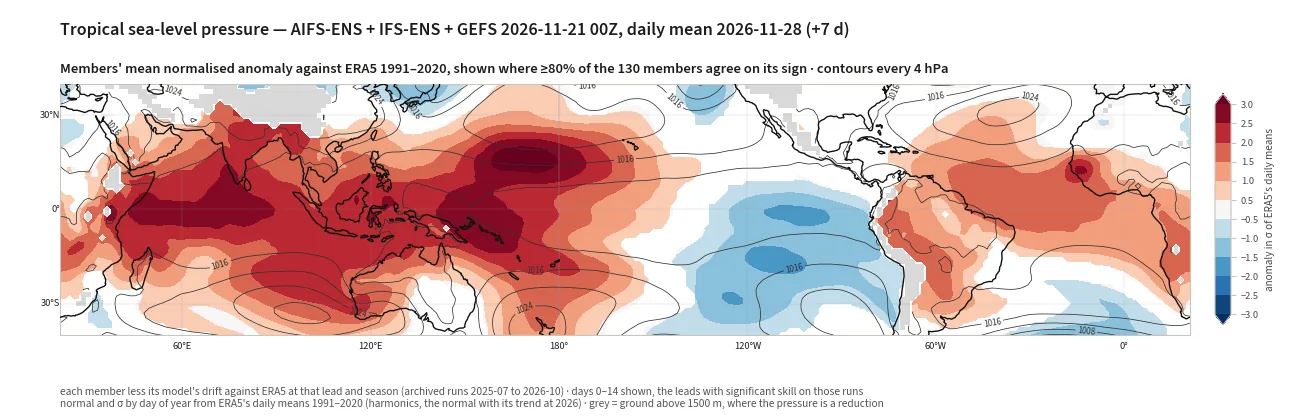 Tropical sea-level pressure — AIFS-ENS + IFS-ENS + GEFS 2026-11-21 00Z, daily mean 2026-11-28 (+7 d)
Members' mean normalised anomaly against ERA5 1991–2020, shown where ≥80% of the 130 members agree on its sign · contours every 4 hPa
1024
1024
1016
1016
1016
1016
1016
1024
1016
1016
1016
1016
1016
1016
1024
1016
1008
30°N
0°
30°S
60°E
120°E
180°
120°W
60°W
0°
3.0
2.5
2.0
1.5
1.0
0.5
−0.5
−1.0
−1.5
−2.0
−2.5
−3.0
anomaly in σ of ERA5's daily means
each member less its model's drift against ERA5 at that lead and season (archived runs 2025-07 to 2026-10) · days 0–14 shown, the leads with significant skill on those runs
normal and σ by day of year from ERA5's daily means 1991–2020 (harmonics, the normal with its trend at 2026) · grey = ground above 1500 m, where the pressure is a reduction